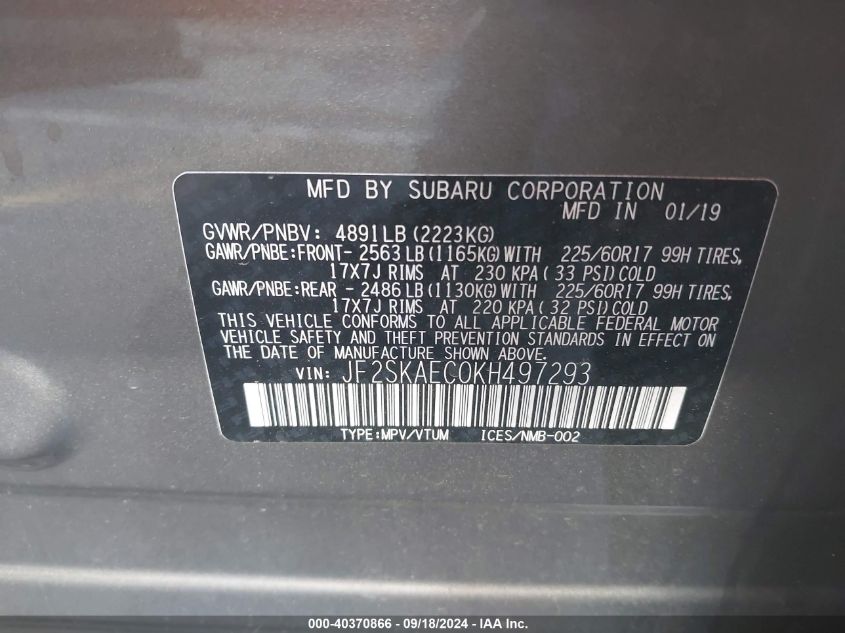 MFD BY SUBARU CORPORATION
MFD IN 01/19
GVWR/PNBV: 4891LB (2223KG)
GAWR/PNBE:FRONT- 2563LB (1165KG)WITH 225/60R17 99H TIRES,
17X7J RIMS AT 230 KPA( 33 PSI)COLD
GAWR/PNBE:REAR - 2486LB (1130KG)WITH 225/60R17 99H TIRES,
17X7J RIMS AT 220 KPA( 32 PSI)COLD
THIS VEHICLE CONFORMS TO ALL APPLICABLE FEDERAL MOTOR
VEHICLE SAFETY AND THEFT PREVENTION STANDARDS IN EFFECT ON
THE DATE OF MANUFACTURE SHOWN ABOVE.
VIN: JF2SKAEC0KH497293
TYPE:MPV/VTUM ICES/NMB-002
000-40370866 - 09/18/2024 - IAA Inc.